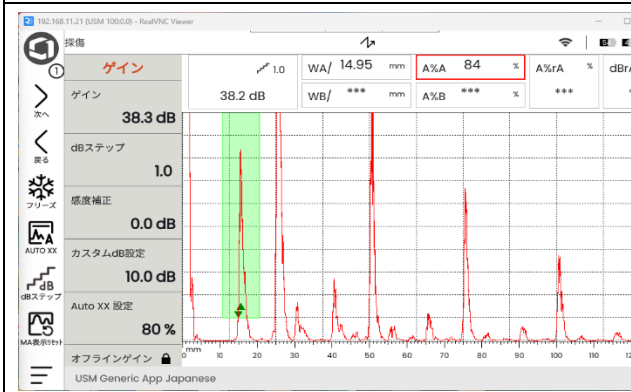 192.168.11.21 (USM 100:0.0) - RealVNC Viewer
探傷
1
ゲイン
1.0
38.2 dB
WA/ 14.95 mm
A%A 84 %
A%rA %
dBrA
WB/ *** mm
A%B *** %
***
次へ
戻る
フリーズ
AUTO XX
dB
dBステップ
MA表示リセット
ゲイン
38.3 dB
dBステップ
1.0
感度補正
0.0 dB
カスタムdB設定
10.0 dB
Auto XX 設定
80 %
オフラインゲイン
mm 10 20 30 40 50 60 70 80 90 100 110
USM Generic App Japanese